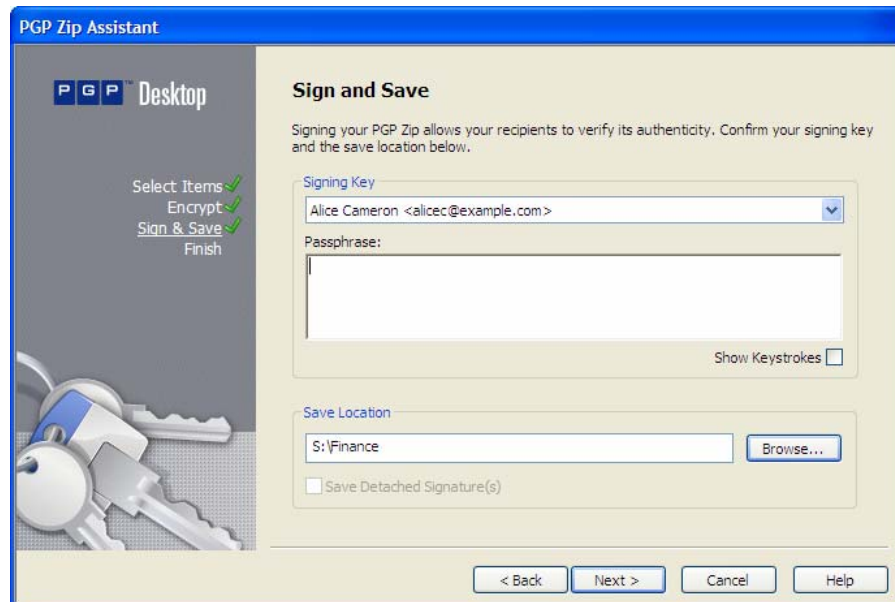 PGP Zip Assistant
PGP™ Desktop
Select Items
Encrypt
Sign & Save
Finish
Sign and Save
Signing your PGP Zip allows your recipients to verify its authenticity. Confirm your signing key
and the save location below.
Signing Key
Alice Cameron <alicec@example.com>
Passphrase:
Show Keystrokes
Save Location
S:\Finance
Browse...
Save Detached Signature(s)
< Back
Next >
Cancel
Help